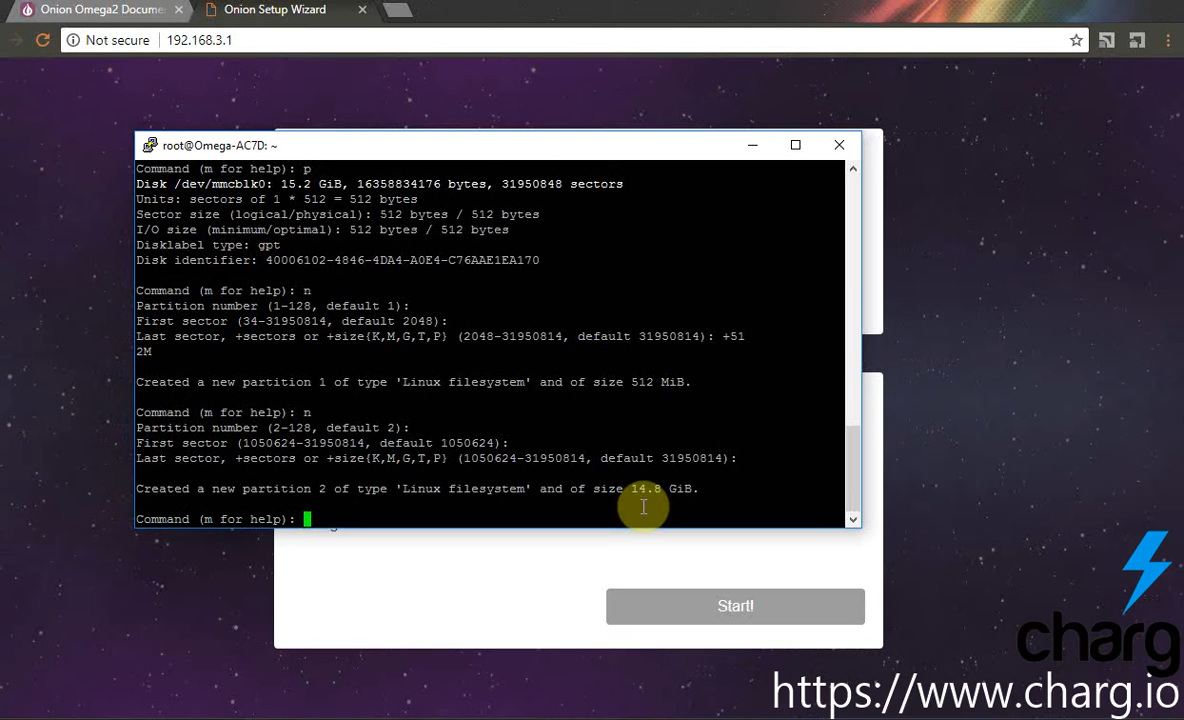 Onion Omega2 Docume
Onion Setup Wizard
Not secure
192.168.3.1
root@Omega-AC7D: ~
Command (m for help): p
Disk /dev/mmcblk0: 15.2 GiB, 16358834176 bytes, 31950848 sectors
Units: sectors of 1 * 512 = 512 bytes
Sector size (logical/physical): 512 bytes / 512 bytes
I/O size (minimum/optimal): 512 bytes / 512 bytes
Disklabel type: gpt
Disk identifier: 40006102-4846-4DA4-A0E4-C76AAE1EA170
Command (m for help): n
Partition number (1-128, default 1):
First sector (34-31950814, default 2048):
Last sector, +sectors or +size{K,M,G,T,P} (2048-31950814, default 31950814): +51
2M
Created a new partition 1 of type 'Linux filesystem' and of size 512 MiB.
Command (m for help): n
Partition number (2-128, default 2):
First sector (1050624-31950814, default 1050624):
Last sector, +sectors or +size{K,M,G,T,P} (1050624-31950814, default 31950814):
Created a new partition 2 of type 'Linux filesystem' and of size 14.8 GiB.
Command (m for help):
Start!
charg
https://www.charg.io